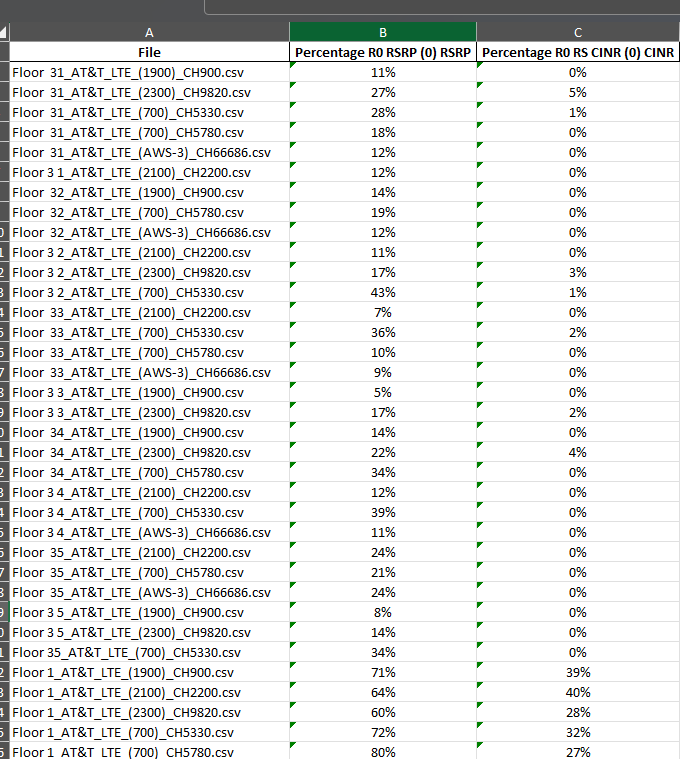 A B C
File Percentage R0 RSRP (0) RSRP Percentage R0 RS CINR (0) CINR
Floor  31_AT&T_LTE_(1900)_CH900.csv 11% 0%
Floor  31_AT&T_LTE_(2300)_CH9820.csv 27% 5%
Floor  31_AT&T_LTE_(700)_CH5330.csv 28% 1%
Floor  31_AT&T_LTE_(700)_CH5780.csv 18% 0%
Floor  31_AT&T_LTE_(AWS-3)_CH66686.csv 12% 0%
Floor 3 1_AT&T_LTE_(2100)_CH2200.csv 12% 0%
Floor  32_AT&T_LTE_(1900)_CH900.csv 14% 0%
Floor  32_AT&T_LTE_(700)_CH5780.csv 19% 0%
Floor  32_AT&T_LTE_(AWS-3)_CH66686.csv 12% 0%
Floor 3 2_AT&T_LTE_(2100)_CH2200.csv 11% 0%
Floor 3 2_AT&T_LTE_(2300)_CH9820.csv 17% 3%
Floor 3 2_AT&T_LTE_(700)_CH5330.csv 43% 1%
Floor  33_AT&T_LTE_(2100)_CH2200.csv 7% 0%
Floor  33_AT&T_LTE_(700)_CH5330.csv 36% 2%
Floor  33_AT&T_LTE_(700)_CH5780.csv 10% 0%
Floor  33_AT&T_LTE_(AWS-3)_CH66686.csv 9% 0%
Floor 3 3_AT&T_LTE_(1900)_CH900.csv 5% 0%
Floor 3 3_AT&T_LTE_(2300)_CH9820.csv 17% 2%
Floor  34_AT&T_LTE_(1900)_CH900.csv 14% 0%
Floor  34_AT&T_LTE_(2300)_CH9820.csv 22% 4%
Floor  34_AT&T_LTE_(700)_CH5780.csv 34% 0%
Floor 3 4_AT&T_LTE_(2100)_CH2200.csv 12% 0%
Floor 3 4_AT&T_LTE_(700)_CH5330.csv 39% 0%
Floor 3 4_AT&T_LTE_(AWS-3)_CH66686.csv 11% 0%
Floor  35_AT&T_LTE_(2100)_CH2200.csv 24% 0%
Floor  35_AT&T_LTE_(700)_CH5780.csv 21% 0%
Floor  35_AT&T_LTE_(AWS-3)_CH66686.csv 24% 0%
Floor 3 5_AT&T_LTE_(1900)_CH900.csv 8% 0%
Floor 3 5_AT&T_LTE_(2300)_CH9820.csv 14% 0%
Floor 35_AT&T_LTE_(700)_CH5330.csv 34% 0%
Floor 1_AT&T_LTE_(1900)_CH900.csv 71% 39%
Floor 1_AT&T_LTE_(2100)_CH2200.csv 64% 40%
Floor 1_AT&T_LTE_(2300)_CH9820.csv 60% 28%
Floor 1_AT&T_LTE_(700)_CH5330.csv 72% 32%
Floor 1_AT&T_LTE_(700)_CH5780.csv 80% 27%